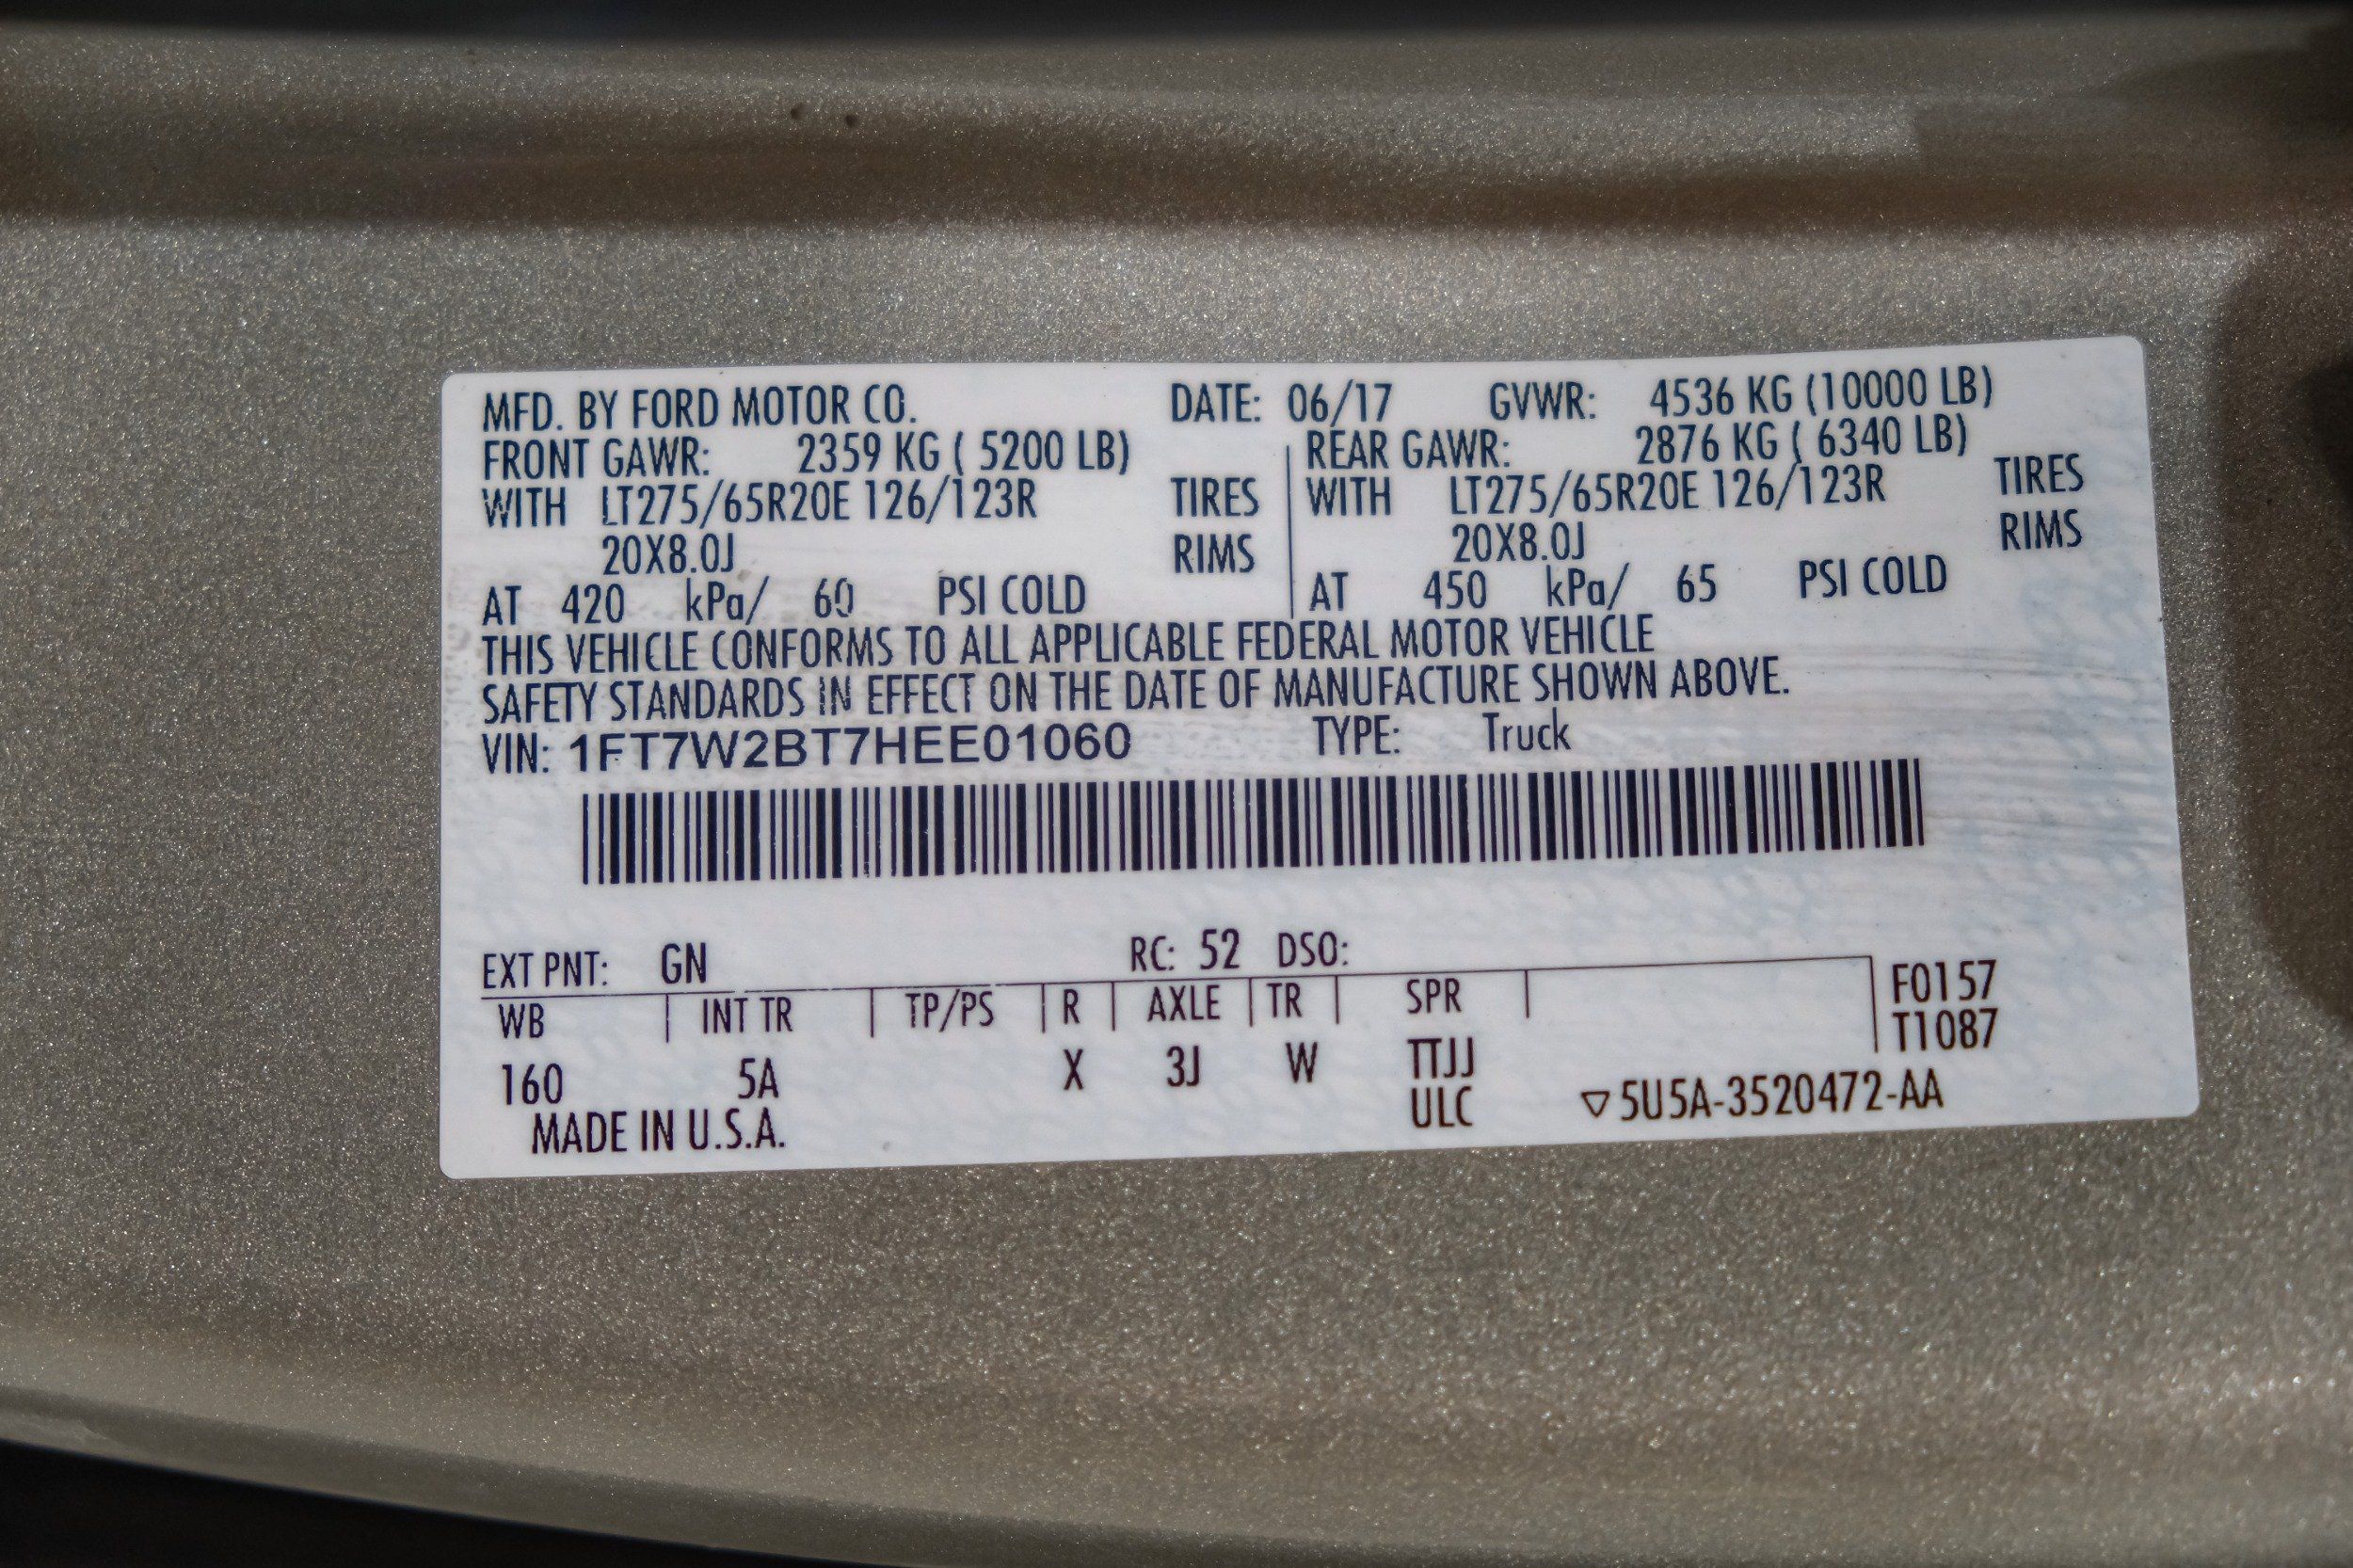 MFD. BY FORD MOTOR CO. DATE: 06/17 GVWR: 4536 KG (10000 LB)
FRONT GAWR: 2359 KG ( 5200 LB) REAR GAWR: 2876 KG ( 6340 LB)
WITH LT275/65R20E 126/123R TIRES WITH LT275/65R20E 126/123R TIRES
20X8.0J RIMS 20X8.0J RIMS
AT 420 kPa/ 60 PSI COLD AT 450 kPa/ 65 PSI COLD
THIS VEHICLE CONFORMS TO ALL APPLICABLE FEDERAL MOTOR VEHICLE
SAFETY STANDARDS IN EFFECT ON THE DATE OF MANUFACTURE SHOWN ABOVE.
VIN: 1FT7W2BT7HEE01060 TYPE: Truck
EXT PNT: GN RC: 52 DSO:
WB INT TR TP/PS R AXLE TR SPR F0157
T1087
160 5A X 3J W TTJJ
ULC ▽5U5A-3520472-AA
MADE IN U.S.A.